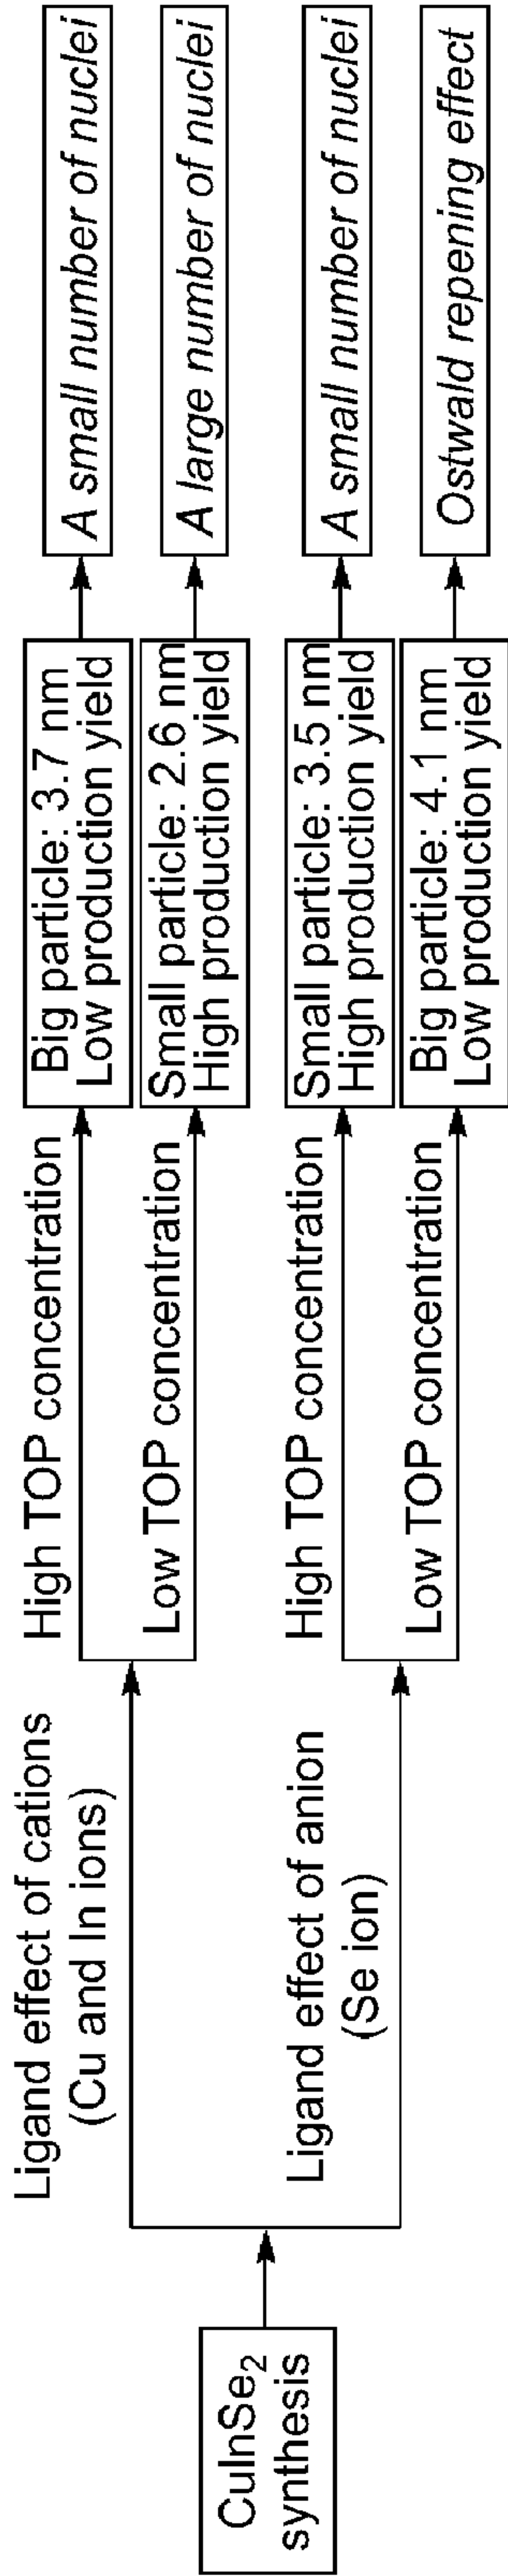 CuInSe₂
synthesis
Ligand effect of cations
(Cu and In ions)
High TOP concentration
Big particle: 3.7 nm
Low production yield
A small number of nuclei
Low TOP concentration
Small particle: 2.6 nm
High production yield
A large number of nuclei
Ligand effect of anion
(Se ion)
High TOP concentration
Small particle: 3.5 nm
High production yield
A small number of nuclei
Low TOP concentration
Big particle: 4.1 nm
Low production yield
Ostwald repening effect